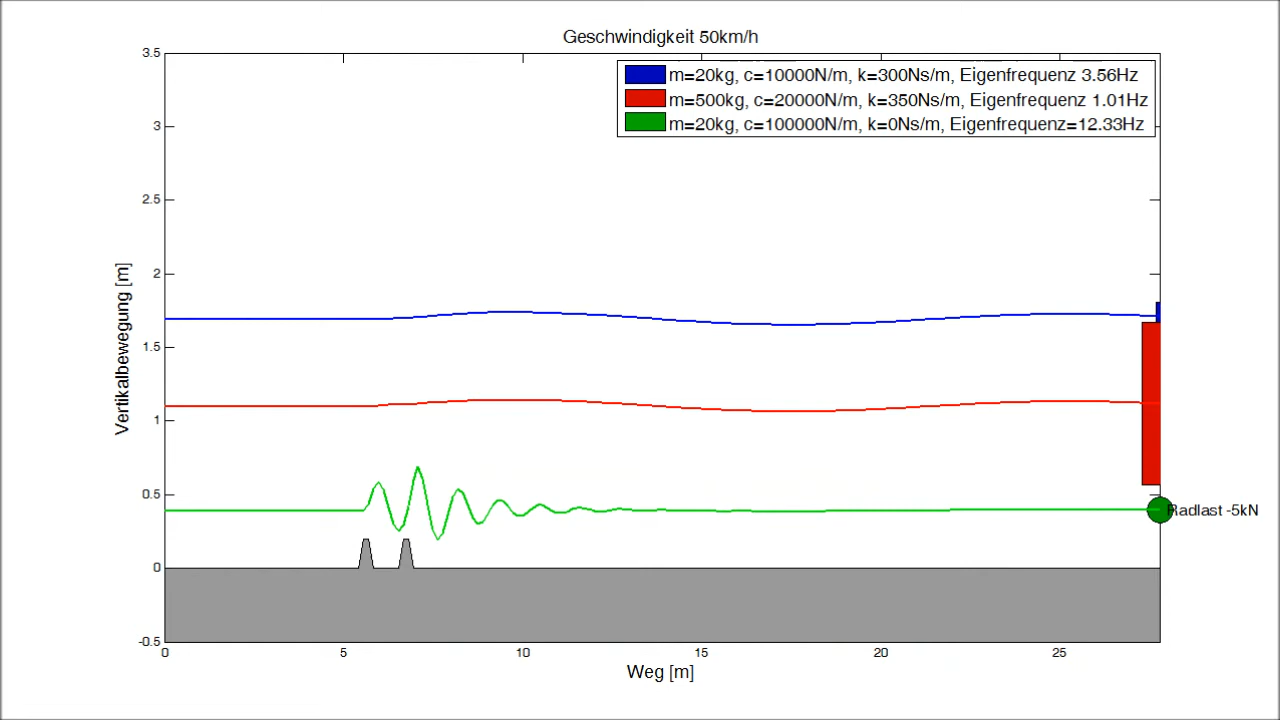 Geschwindigkeit 50km/h
m=20kg, c=10000N/m, k=300Ns/m, Eigenfrequenz 3.56Hz
m=500kg, c=20000N/m, k=350Ns/m, Eigenfrequenz 1.01Hz
m=20kg, c=100000N/m, k=0Ns/m, Eigenfrequenz=12.33Hz
3.5
3
2.5
2
1.5
1
0.5
0
-0.5
Vertikalbewegung [m]
Radlast -5kN
0 5 10 15 20 25
Weg [m]